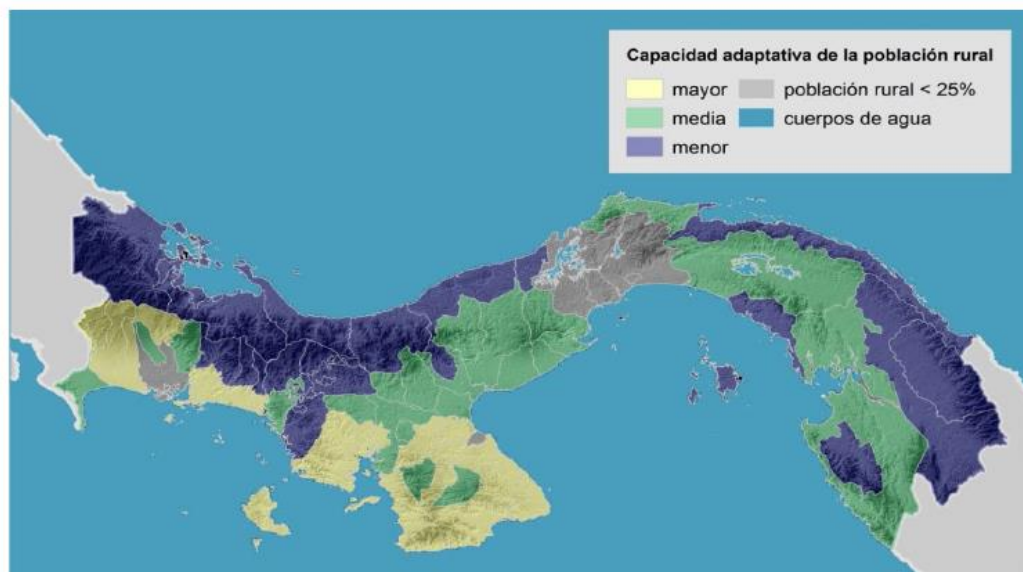 Capacidad adaptativa de la población rural
mayor población rural < 25%
media cuerpos de agua
menor